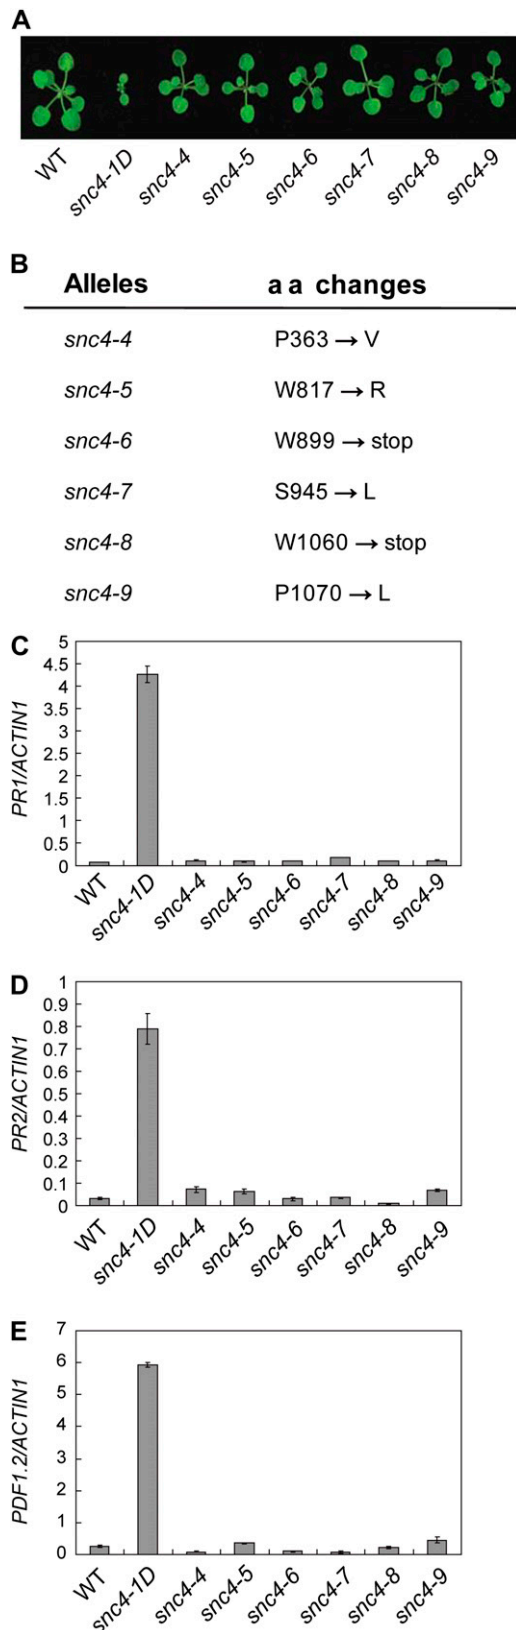 A
WT snc4-1D snc4-4 snc4-5 snc4-6 snc4-7 snc4-8 snc4-9
B
Alleles aa changes
snc4-4 P363 → V
snc4-5 W817 → R
snc4-6 W899 → stop
snc4-7 S945 → L
snc4-8 W1060 → stop
snc4-9 P1070 → L
C
PR1/ACTIN1
5
4.5
4
3.5
3
2.5
2
1.5
1
0.5
0
WT snc4-1D snc4-4 snc4-5 snc4-6 snc4-7 snc4-8 snc4-9
D
PR2/ACTIN1
1
0.9
0.8
0.7
0.6
0.5
0.4
0.3
0.2
0.1
0
WT snc4-1D snc4-4 snc4-5 snc4-6 snc4-7 snc4-8 snc4-9
E
PDF1.2/ACTIN1
7
6
5
4
3
2
1
0
WT snc4-1D snc4-4 snc4-5 snc4-6 snc4-7 snc4-8 snc4-9